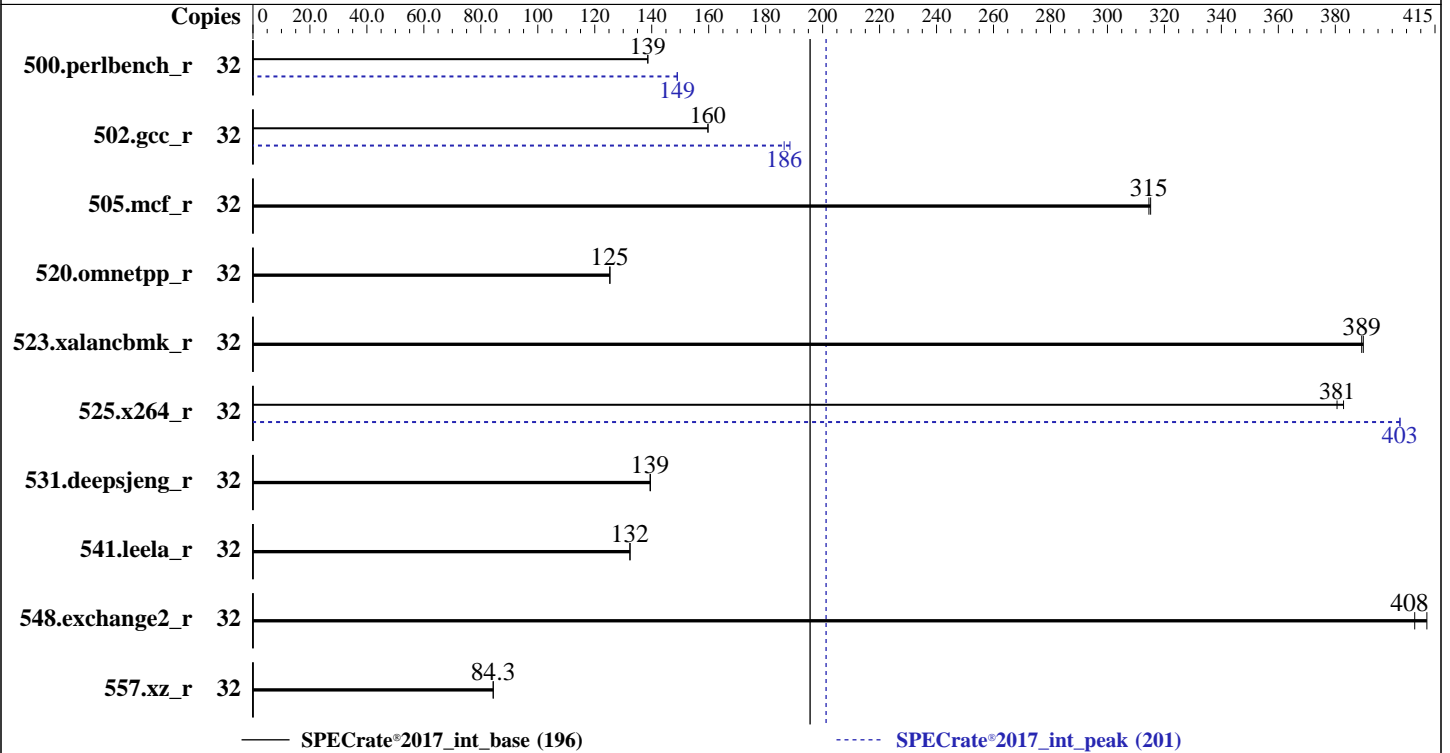 Copies 0 20.0 40.0 60.0 80.0 100 120 140 160 180 200 220 240 260 280 300 320 340 360 380 415
500.perlbench_r 32 139
149
502.gcc_r 32 160
186
505.mcf_r 32 315
520.omnetpp_r 32 125
523.xalancbmk_r 32 389
525.x264_r 32 381
403
531.deepsjeng_r 32 139
541.leela_r 32 132
548.exchange2_r 32 408
557.xz_r 32 84.3
SPECrate®2017_int_base (196) SPECrate®2017_int_peak (201)